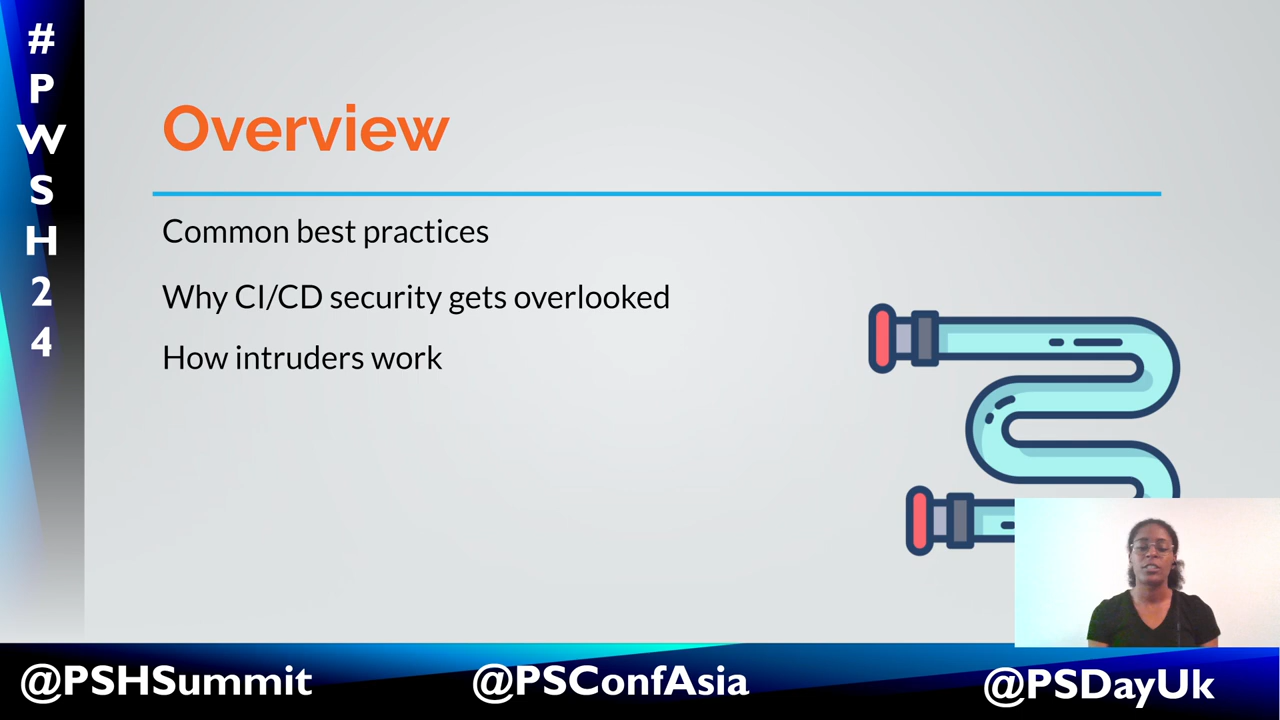 #
P
W
S
H
2
4
Overview
Common best practices
Why CI/CD security gets overlooked
How intruders work
@PSHSummit
@PSConfAsia
@PSDayUk